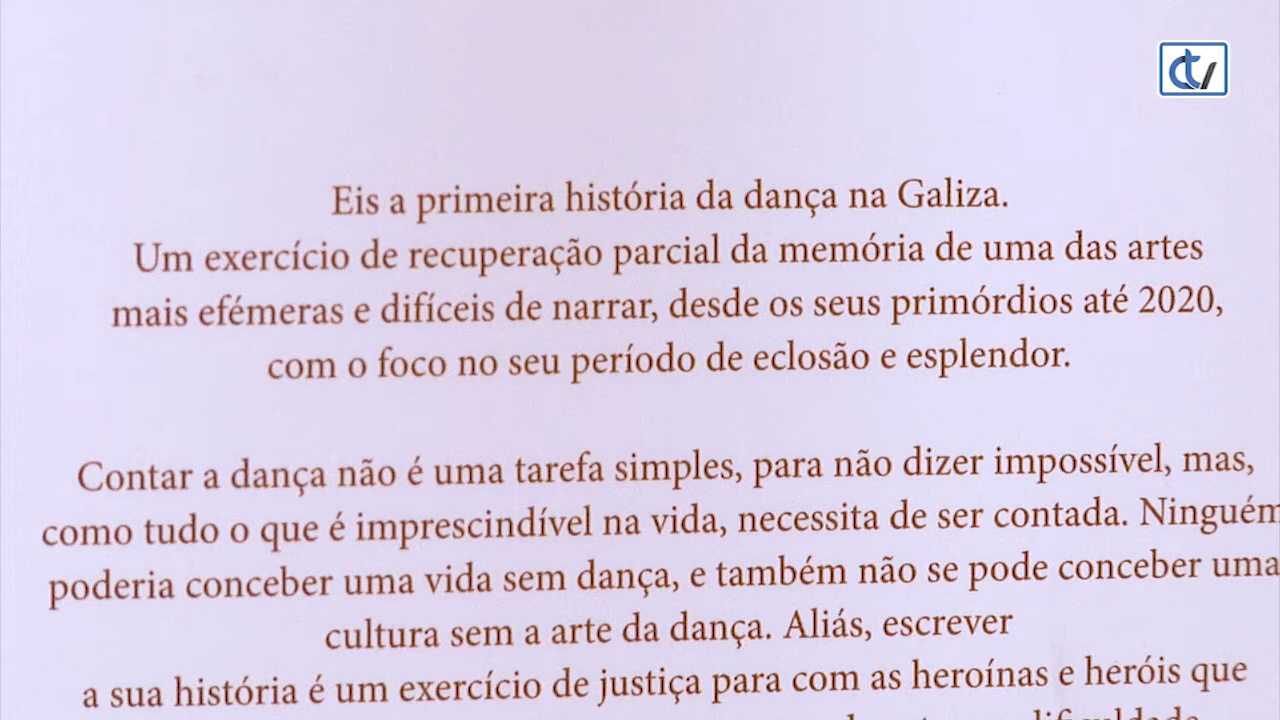 Eis a primeira história da dança na Galiza.
Um exercício de recuperação parcial da memória de uma das artes
mais efémeras e difíceis de narrar, desde os seus primórdios até 2020,
com o foco no seu período de eclosão e esplendor.
Contar a dança não é uma tarefa simples, para não dizer impossível, mas,
como tudo o que é imprescindível na vida, necessita de ser contada. Ninguém
poderia conceber uma vida sem dança, e também não se pode conceber uma
cultura sem a arte da dança. Aliás, escrever
a sua história é um exercício de justiça para com as heroínas e heróis que